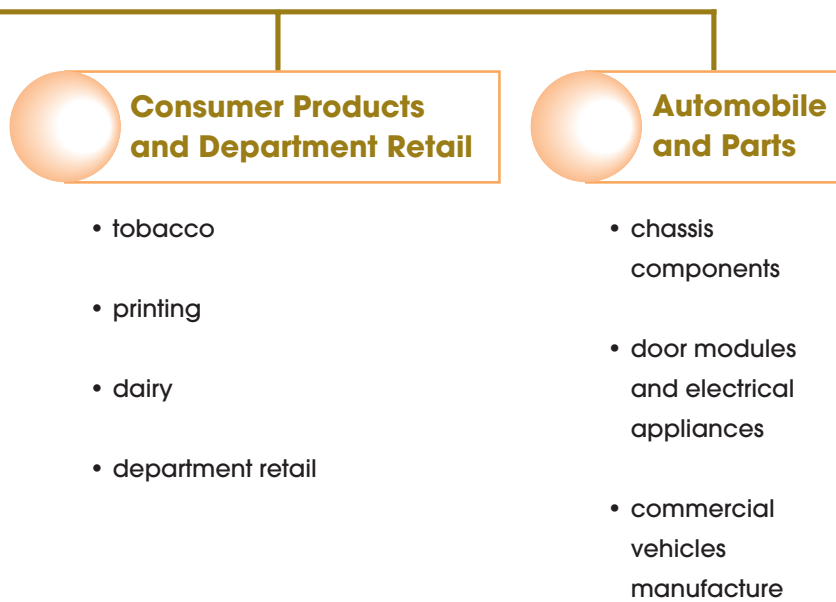 Consumer Products
and Department Retail
• tobacco
• printing
• dairy
• department retail
Automobile
and Parts
• chassis
components
• door modules
and electrical
appliances
• commercial
vehicles
manufacture